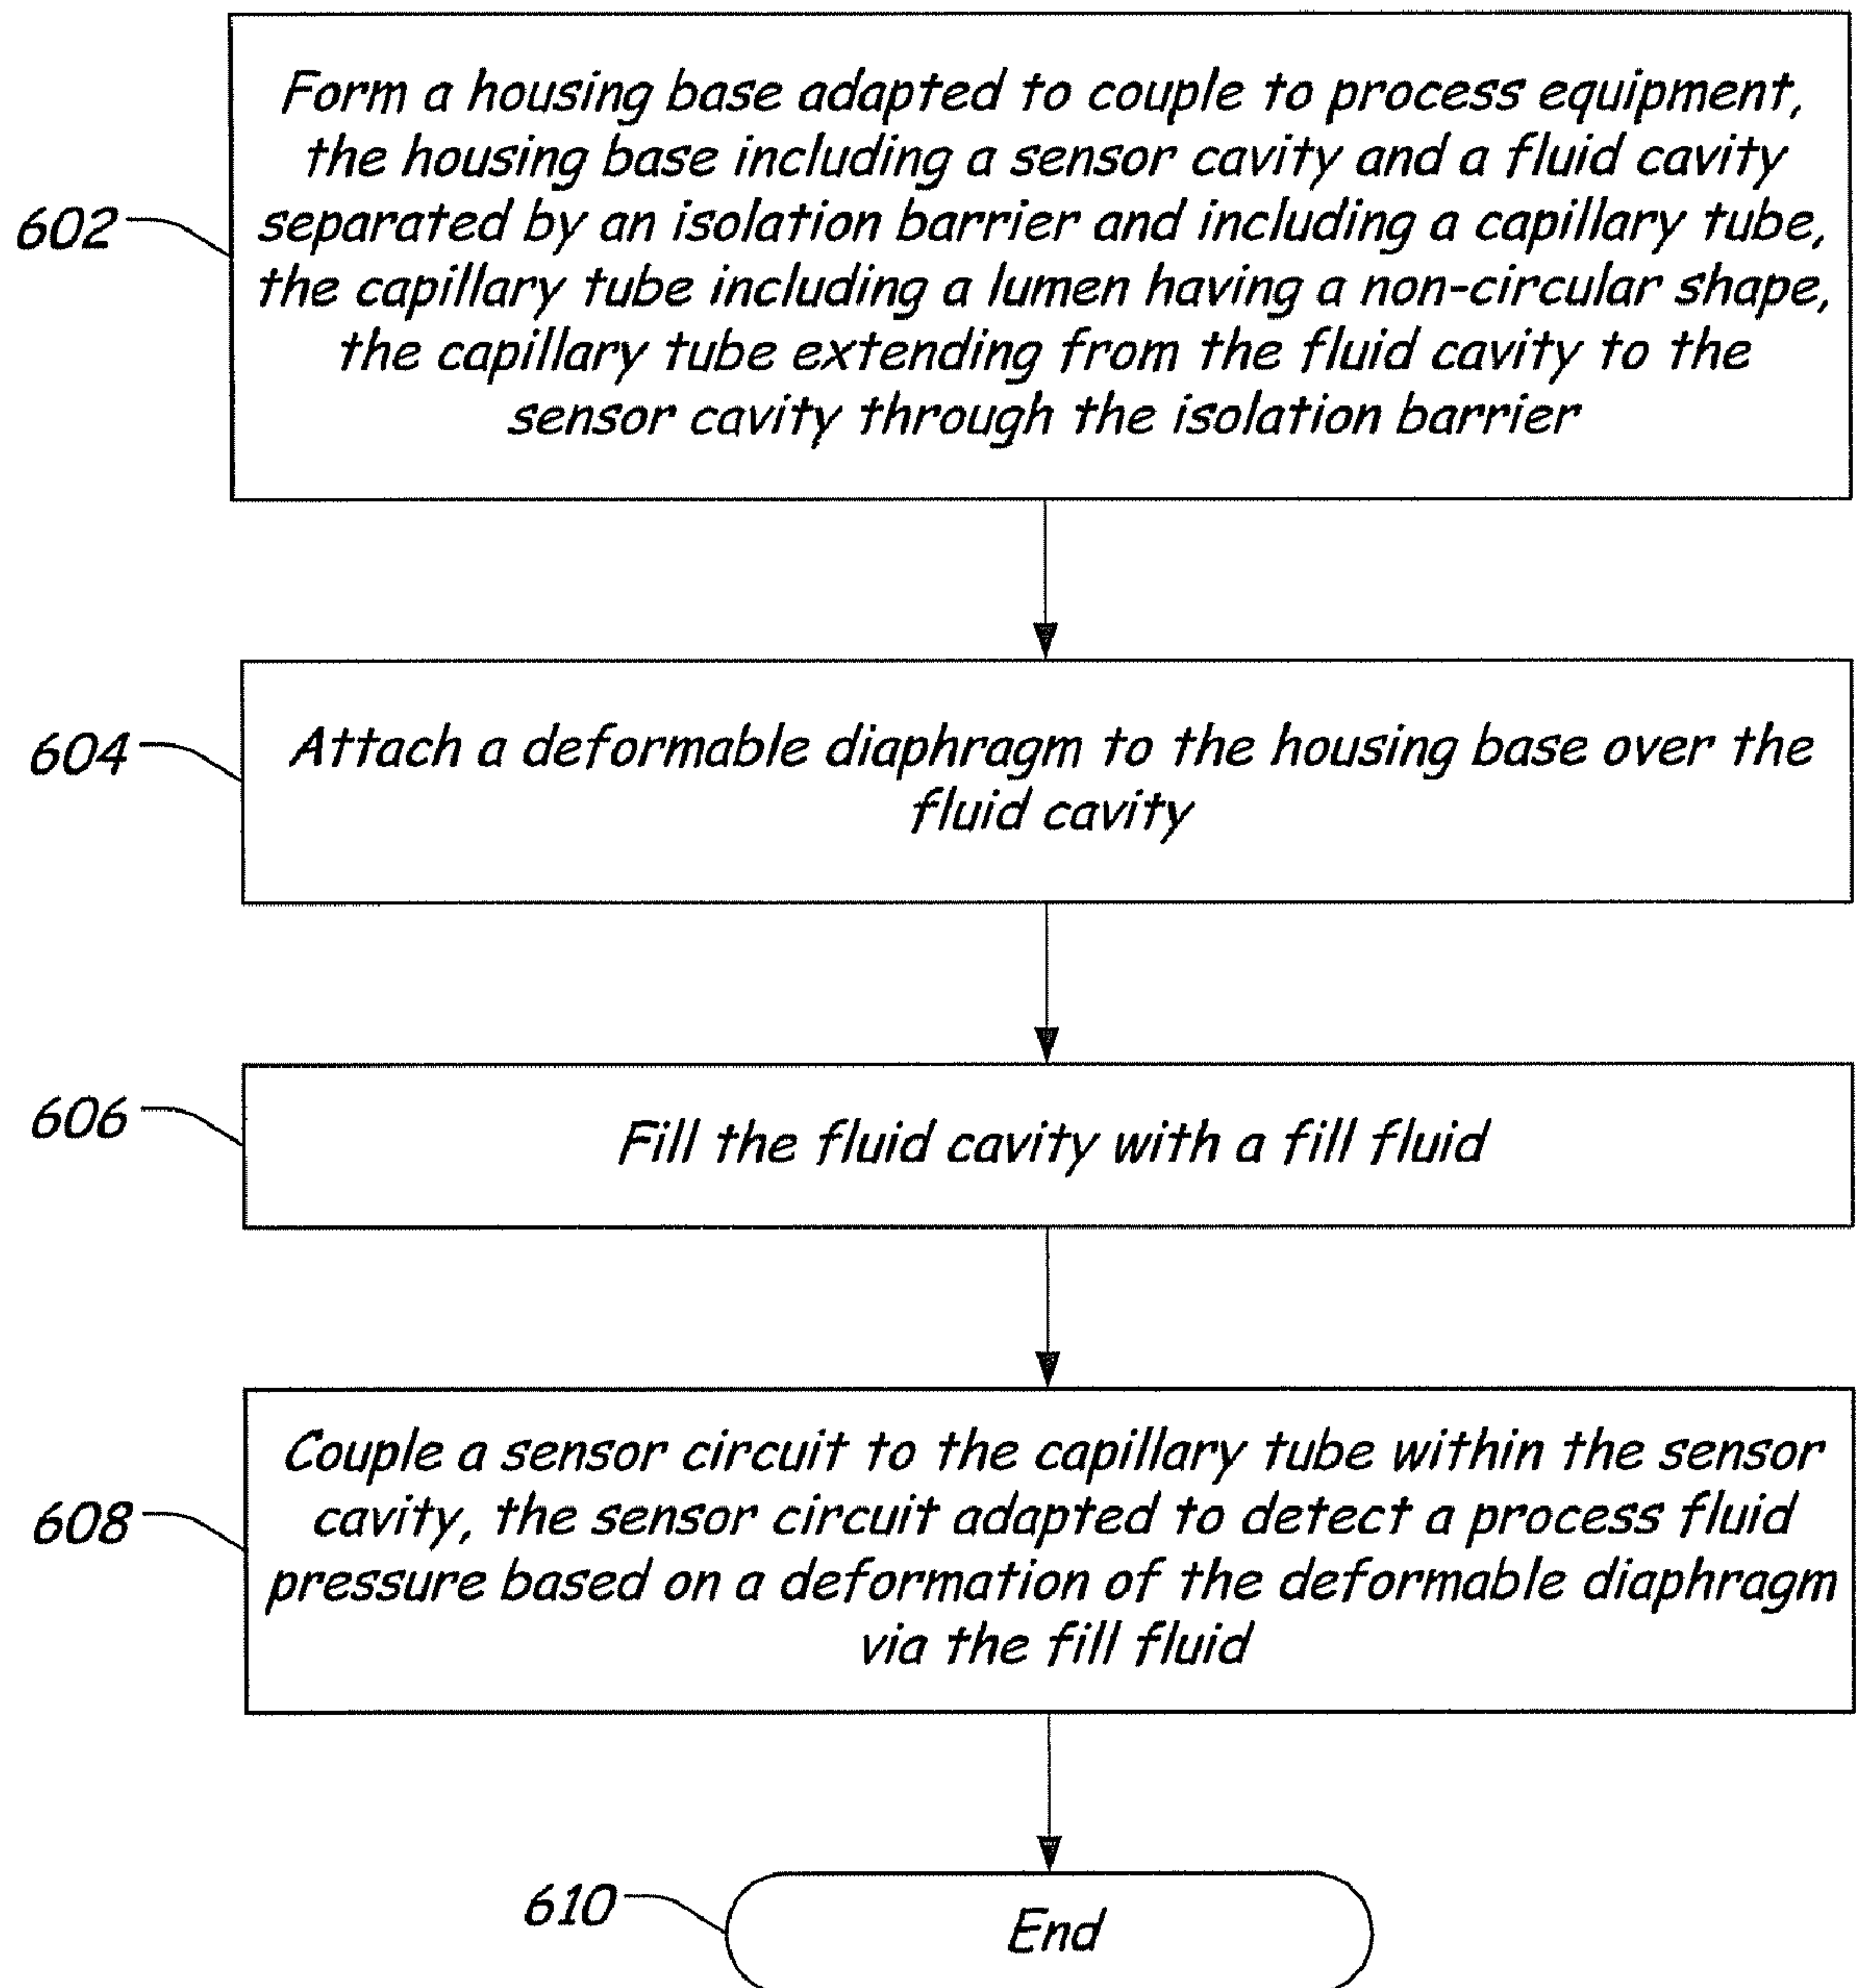 Form a housing base adapted to couple to process equipment,
the housing base including a sensor cavity and a fluid cavity
602
separated by an isolation barrier and including a capillary tube,
the capillary tube including a lumen having a non-circular shape,
the capillary tube extending from the fluid cavity to the
sensor cavity through the isolation barrier
604
Attach a deformable diaphragm to the housing base over the
fluid cavity
606
Fill the fluid cavity with a fill fluid
Couple a sensor circuit to the capillary tube within the sensor
608
cavity, the sensor circuit adapted to detect a process fluid
pressure based on a deformation of the deformable diaphragm
via the fill fluid
610
End